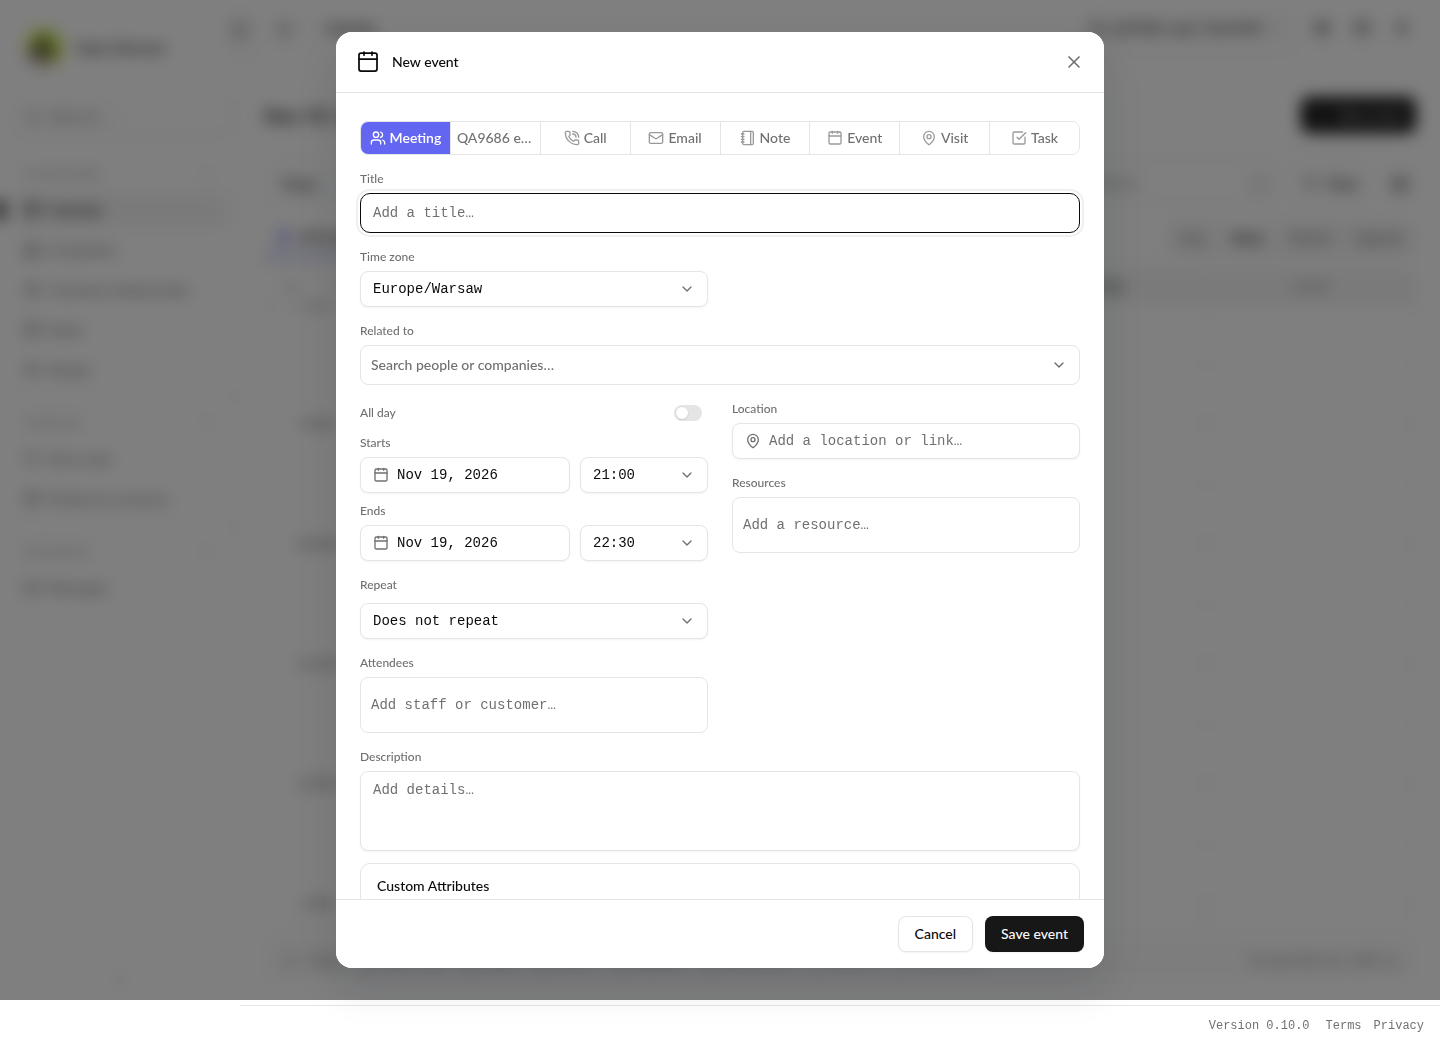 New event
Meeting QA9686 e... Call Email Note Event Visit Task
Title
Add a title…
Time zone
Europe/Warsaw
Related to
Search people or companies...
All day
Location
Add a location or link…
Starts
Nov 19, 2026 21:00
Resources
Add a resource…
Ends
Nov 19, 2026 22:30
Repeat
Does not repeat
Attendees
Add staff or customer…
Description
Add details…
Custom Attributes
Cancel Save event
Version 0.10.0 Terms Privacy